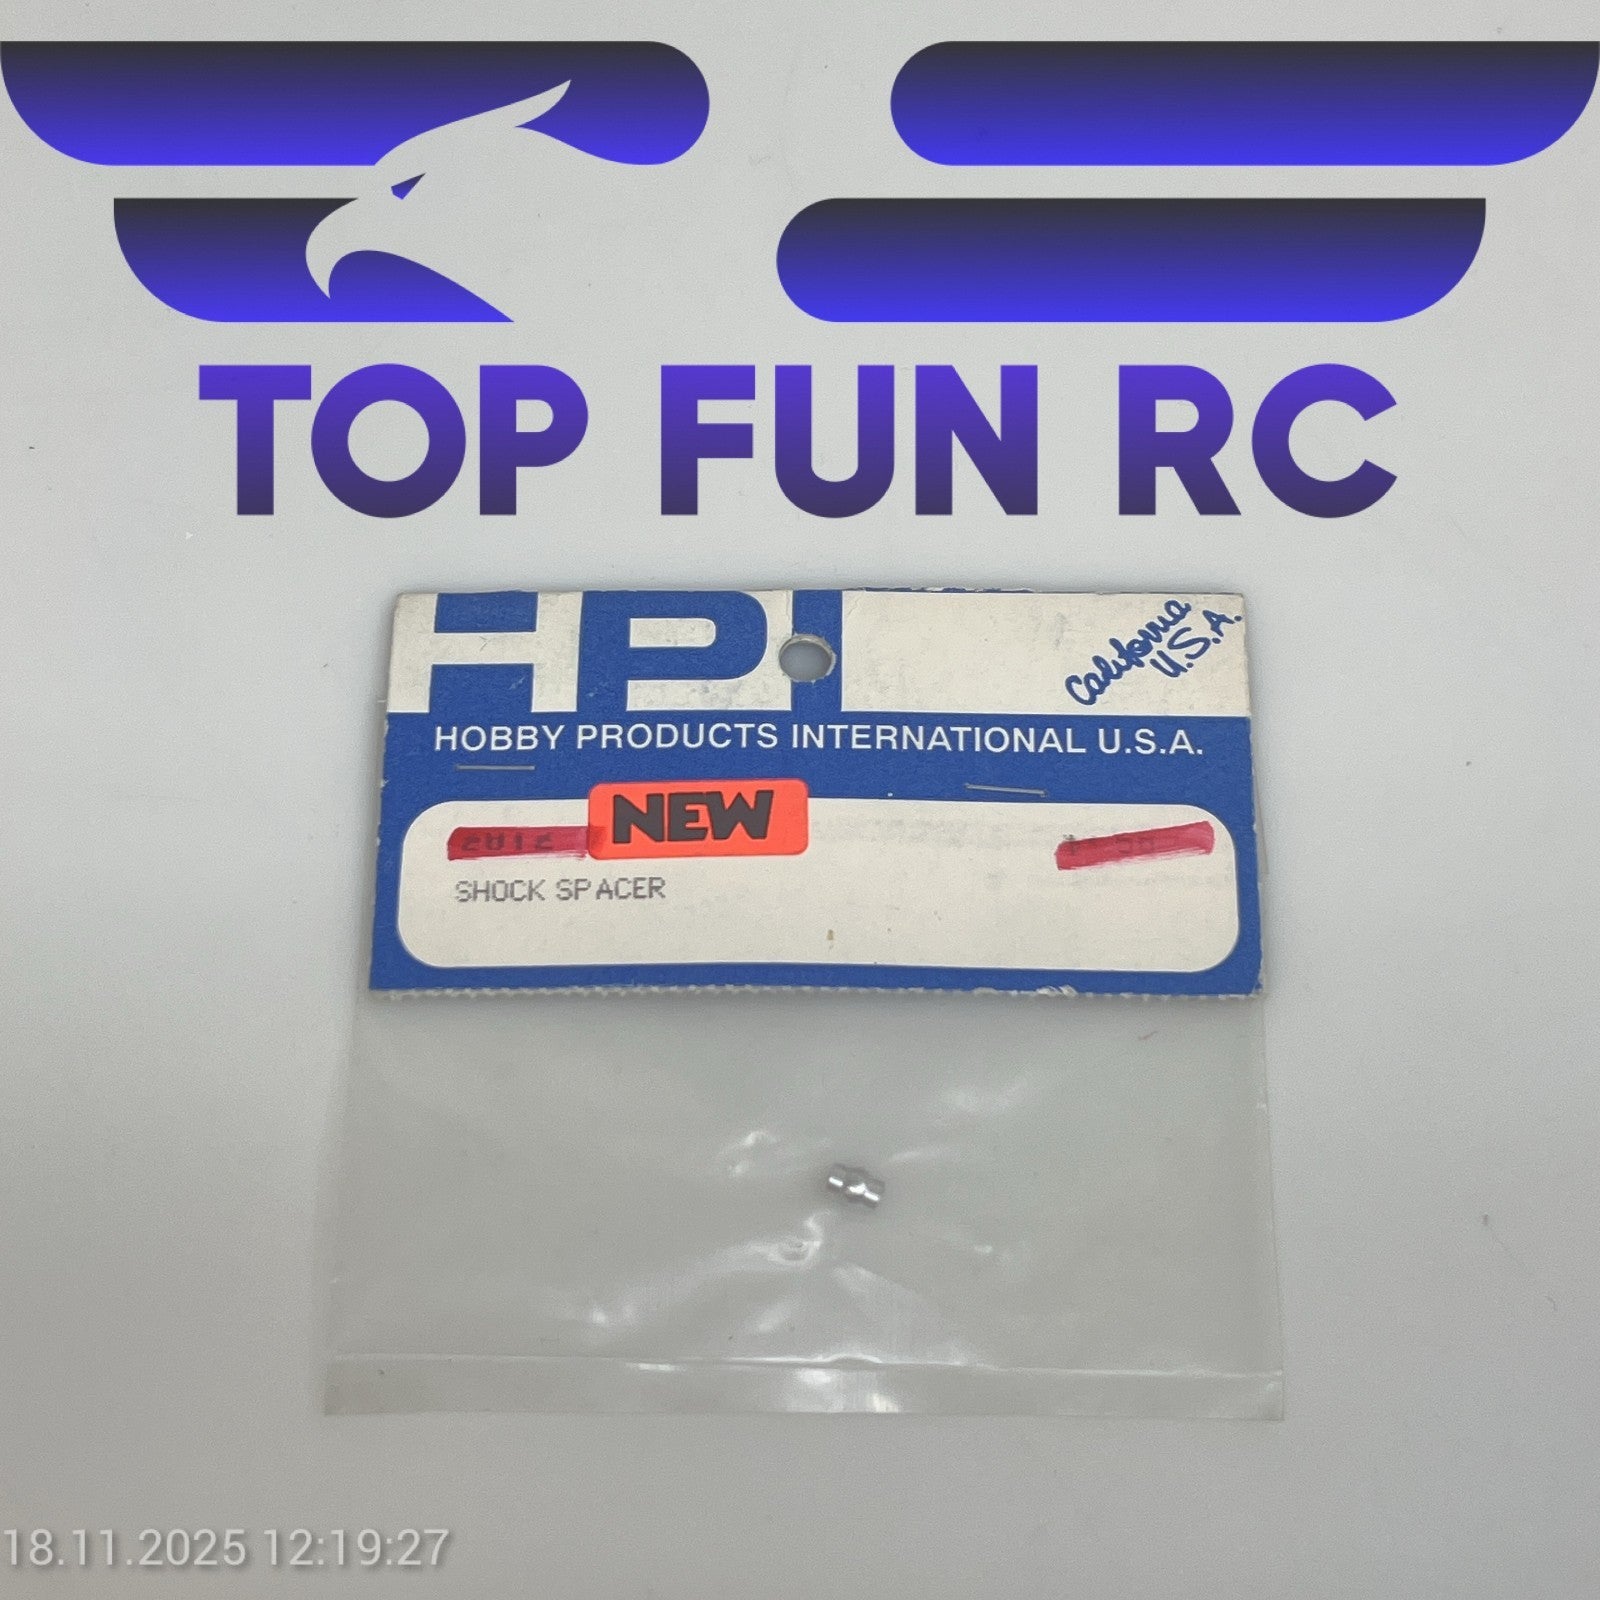 TOP FUN RC
HPI
California
U.S.A.
HOBBY PRODUCTS INTERNATIONAL U.S.A.
NEW
SHOCK SPACER
18.11.2025 12:19:27